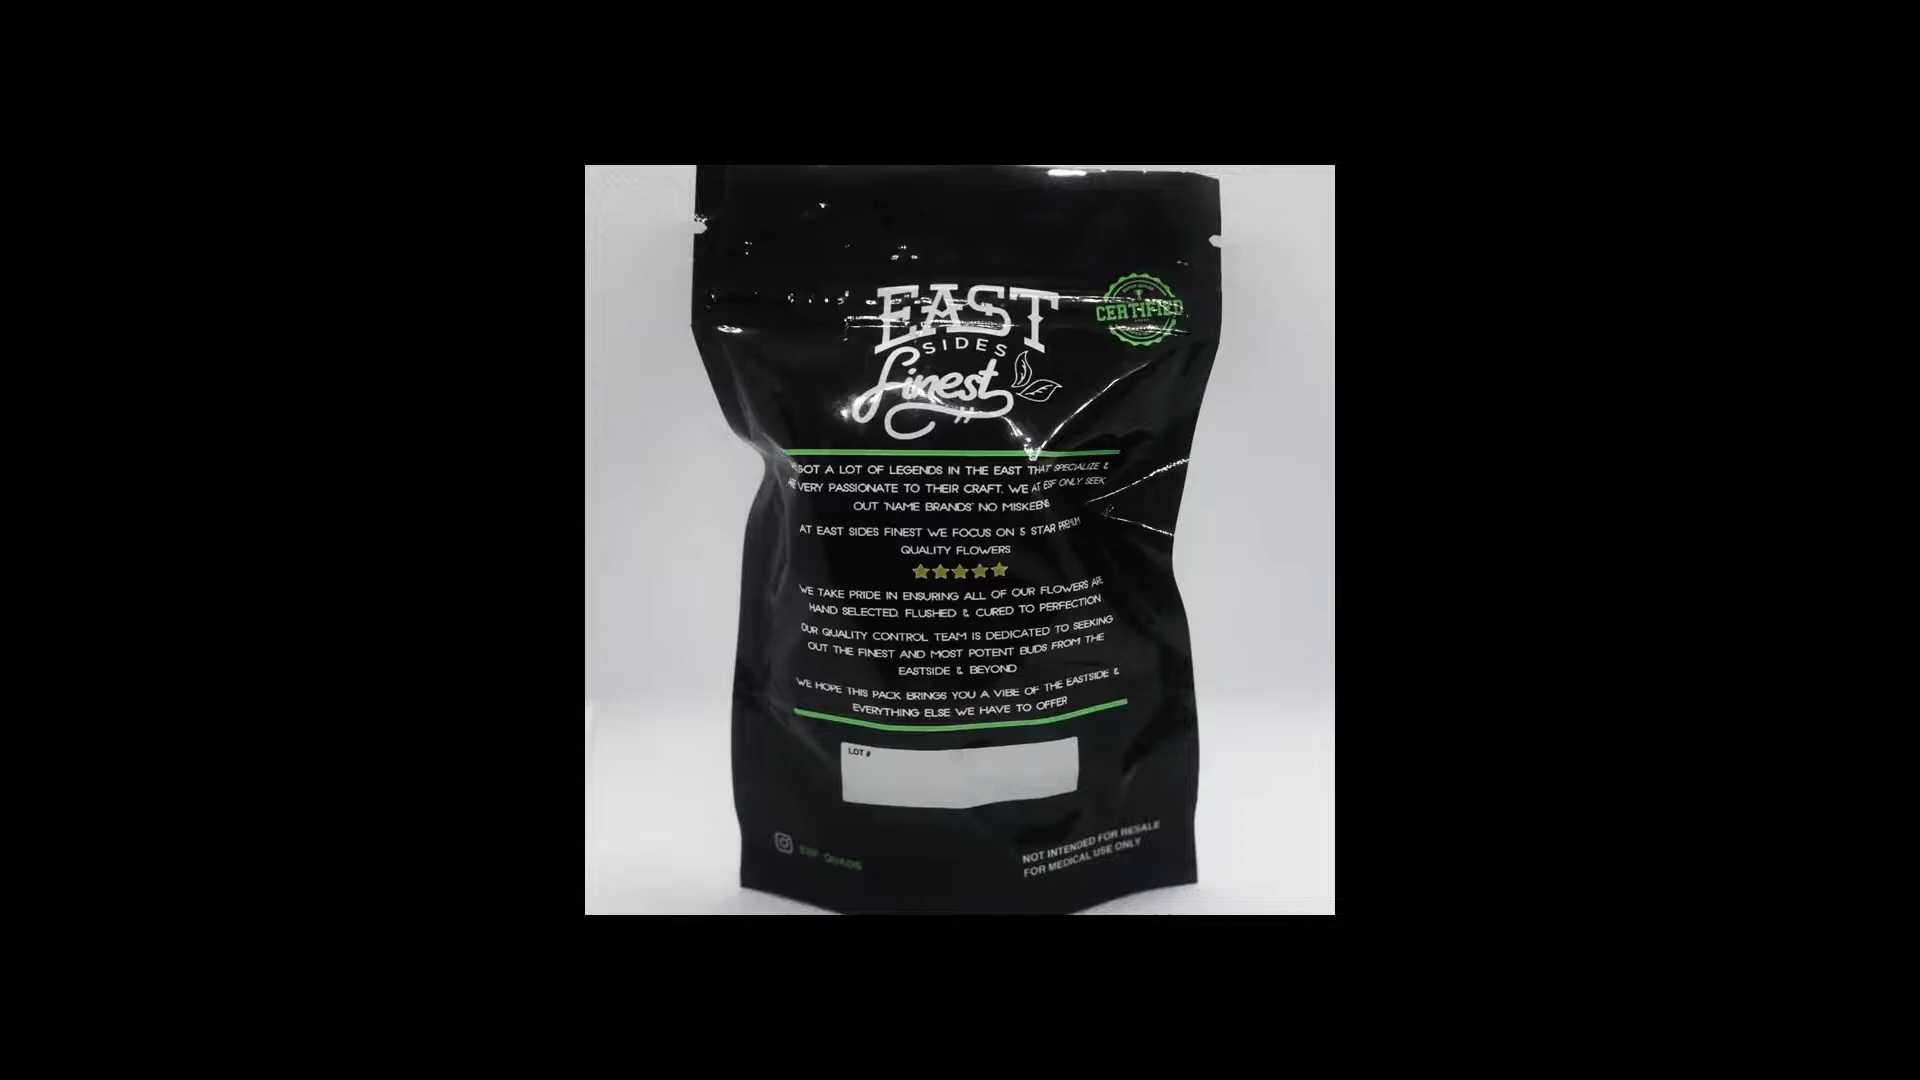 EAST
SIDES
Finest
CERTIFIED
GOT A LOT OF LEGENDS IN THE EAST THAT SPECIALIZE &
ARE VERY PASSIONATE TO THEIR CRAFT. WE AT ESF ONLY SEEK
OUT 'NAME BRANDS' NO MISKEENS
AT EAST SIDES FINEST WE FOCUS ON 5 STAR PREMIUM
QUALITY FLOWERS
WE TAKE PRIDE IN ENSURING ALL OF OUR FLOWERS ARE
HAND SELECTED, FLUSHED & CURED TO PERFECTION
OUR QUALITY CONTROL TEAM IS DEDICATED TO SEEKING
OUT THE FINEST AND MOST POTENT BUDS FROM THE
EASTSIDE & BEYOND
WE HOPE THIS PACK BRINGS YOU A VIBE OF THE EASTSIDE &
EVERYTHING ELSE WE HAVE TO OFFER
LOT #
ESF_QUADS
NOT INTENDED FOR RESALE
FOR MEDICAL USE ONLY